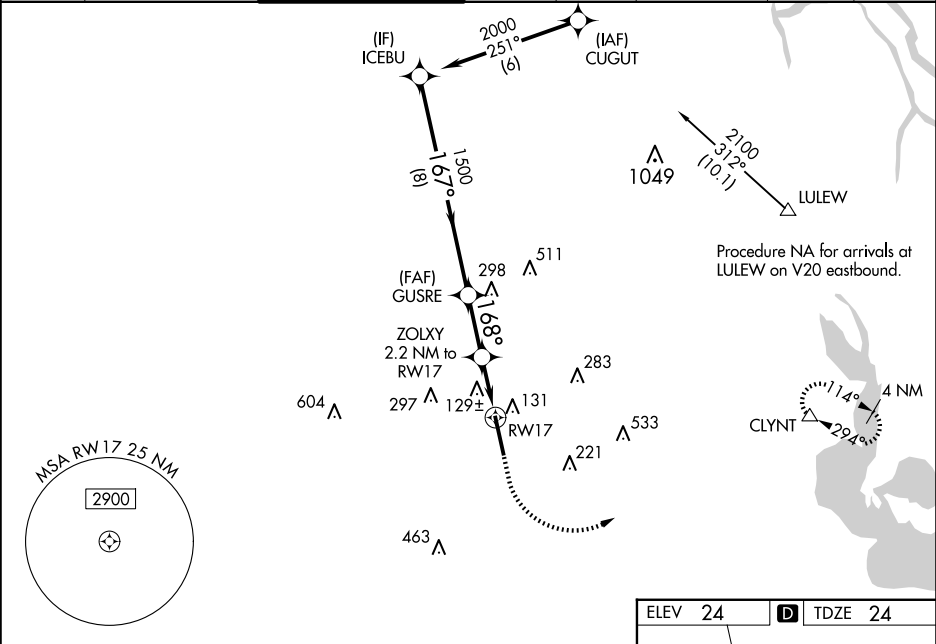 2000
251°
(6)
(IF)
ICEBU
(IAF)
CUGUT
1500
167°
(8)
1049
2100
312°
(10.1)
LULEW
Procedure NA for arrivals at
LULEW on V20 eastbound.
(FAF)
GUSRE
298
511
168°
ZOLXY
2.2 NM to
RW17
283
604
297
129±
131
RW17
533
221
4 NM
114°
CLYNT
294°
MSA RW17 25 NM
2900
463
ELEV 24 D TDZE 24